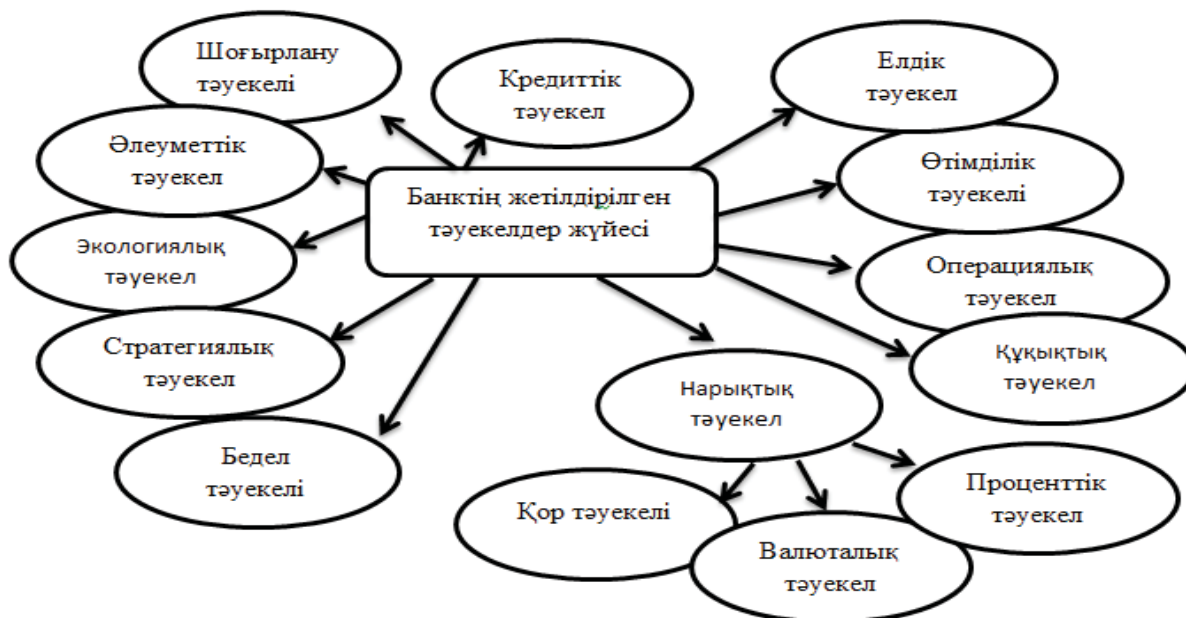 Шоғырлану
тәуекелі
Кредиттік
тәуекел
Елдік
тәуекел
Әлеуметтік
тәуекел
Өтімділік
тәуекелі
Банктің жетілдірілген
тәуекелдер жүйесі
Экологиялық
тәуекел
Операциялық
тәуекел
Стратегиялық
тәуекел
Құқықтық
тәуекел
Нарықтық
тәуекел
Бедел
тәуекелі
Қор тәуекелі
Валюталық
тәуекел
Проценттік
тәуекел